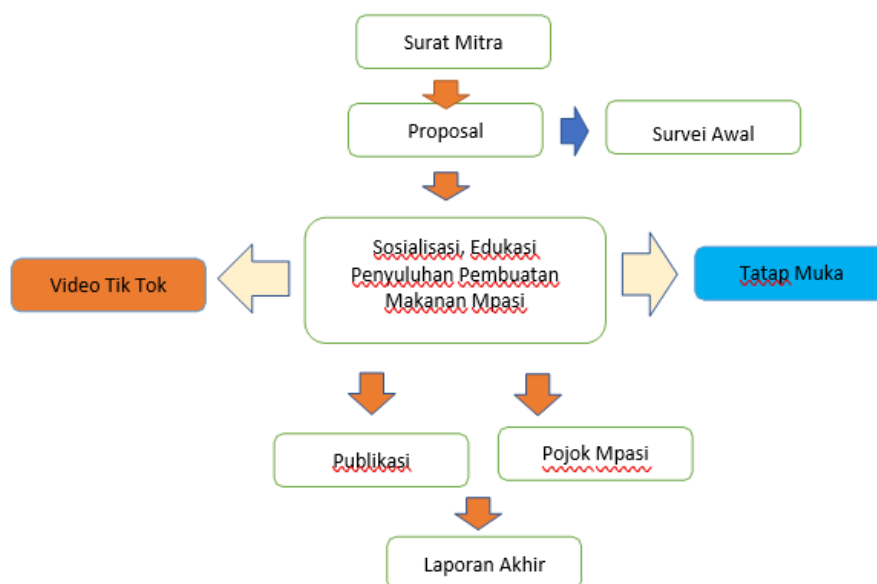 Surat Mitra
Proposal
Survei Awal
Sosialisasi, Edukasi
Penyuluhan Pembuatan
Makanan Mpasi
Video Tik Tok
Tatap Muka
Publikasi
Pojok Mpasi
Laporan Akhir